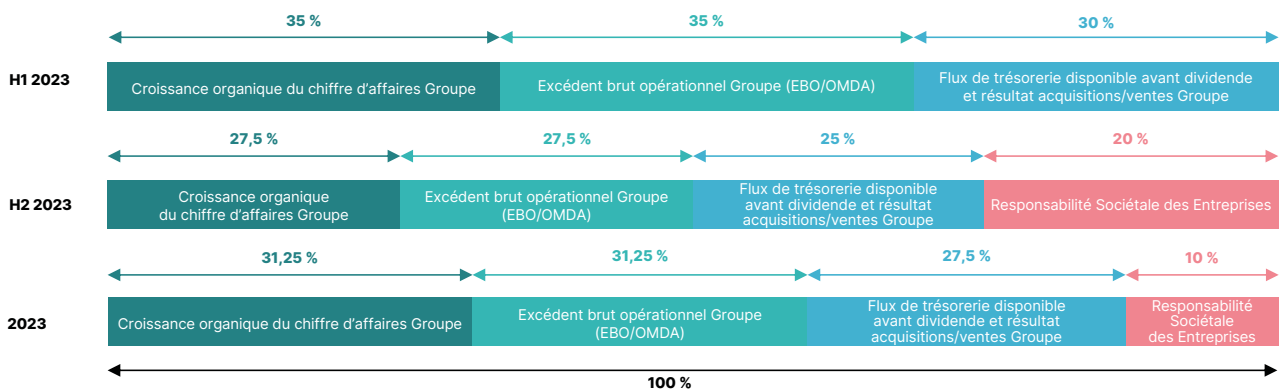 35 %
35 %
30 %
H1 2023
Croissance organique du chiffre d'affaires Groupe
Excédent brut opérationnel Groupe (EBO/OMDA)
Flux de trésorerie disponible avant dividende
et résultat acquisitions/ventes Groupe
27,5 %
27,5 %
25 %
20 %
H2 2023
Croissance organique
du chiffre d'affaires Groupe
Excédent brut opérationnel Groupe
(EBO/OMDA)
Flux de trésorerie disponible
avant dividende et résultat
acquisitions/ventes Groupe
Responsabilité Sociétale des Entreprises
31,25 %
31,25 %
27,5 %
10 %
2023
Croissance organique du chiffre d'affaires Groupe
Excédent brut opérationnel Groupe
(EBO/OMDA)
Flux de trésorerie disponible
avant dividende et résultat
acquisitions/ventes Groupe
Responsabilité
Sociétale
des Entreprises
100 %